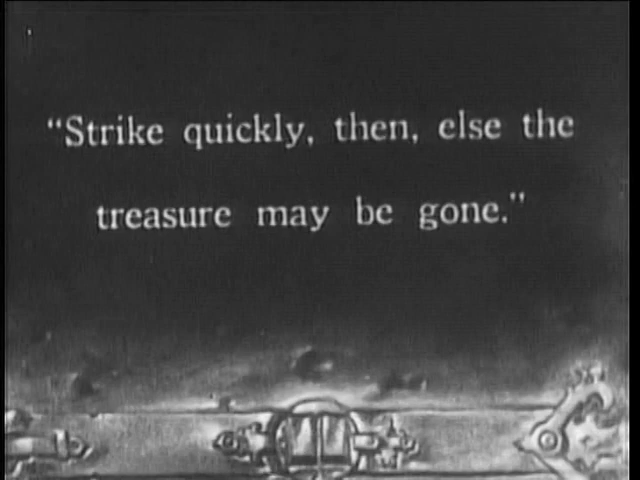 “Strike quickly, then, else the
treasure may be gone.”